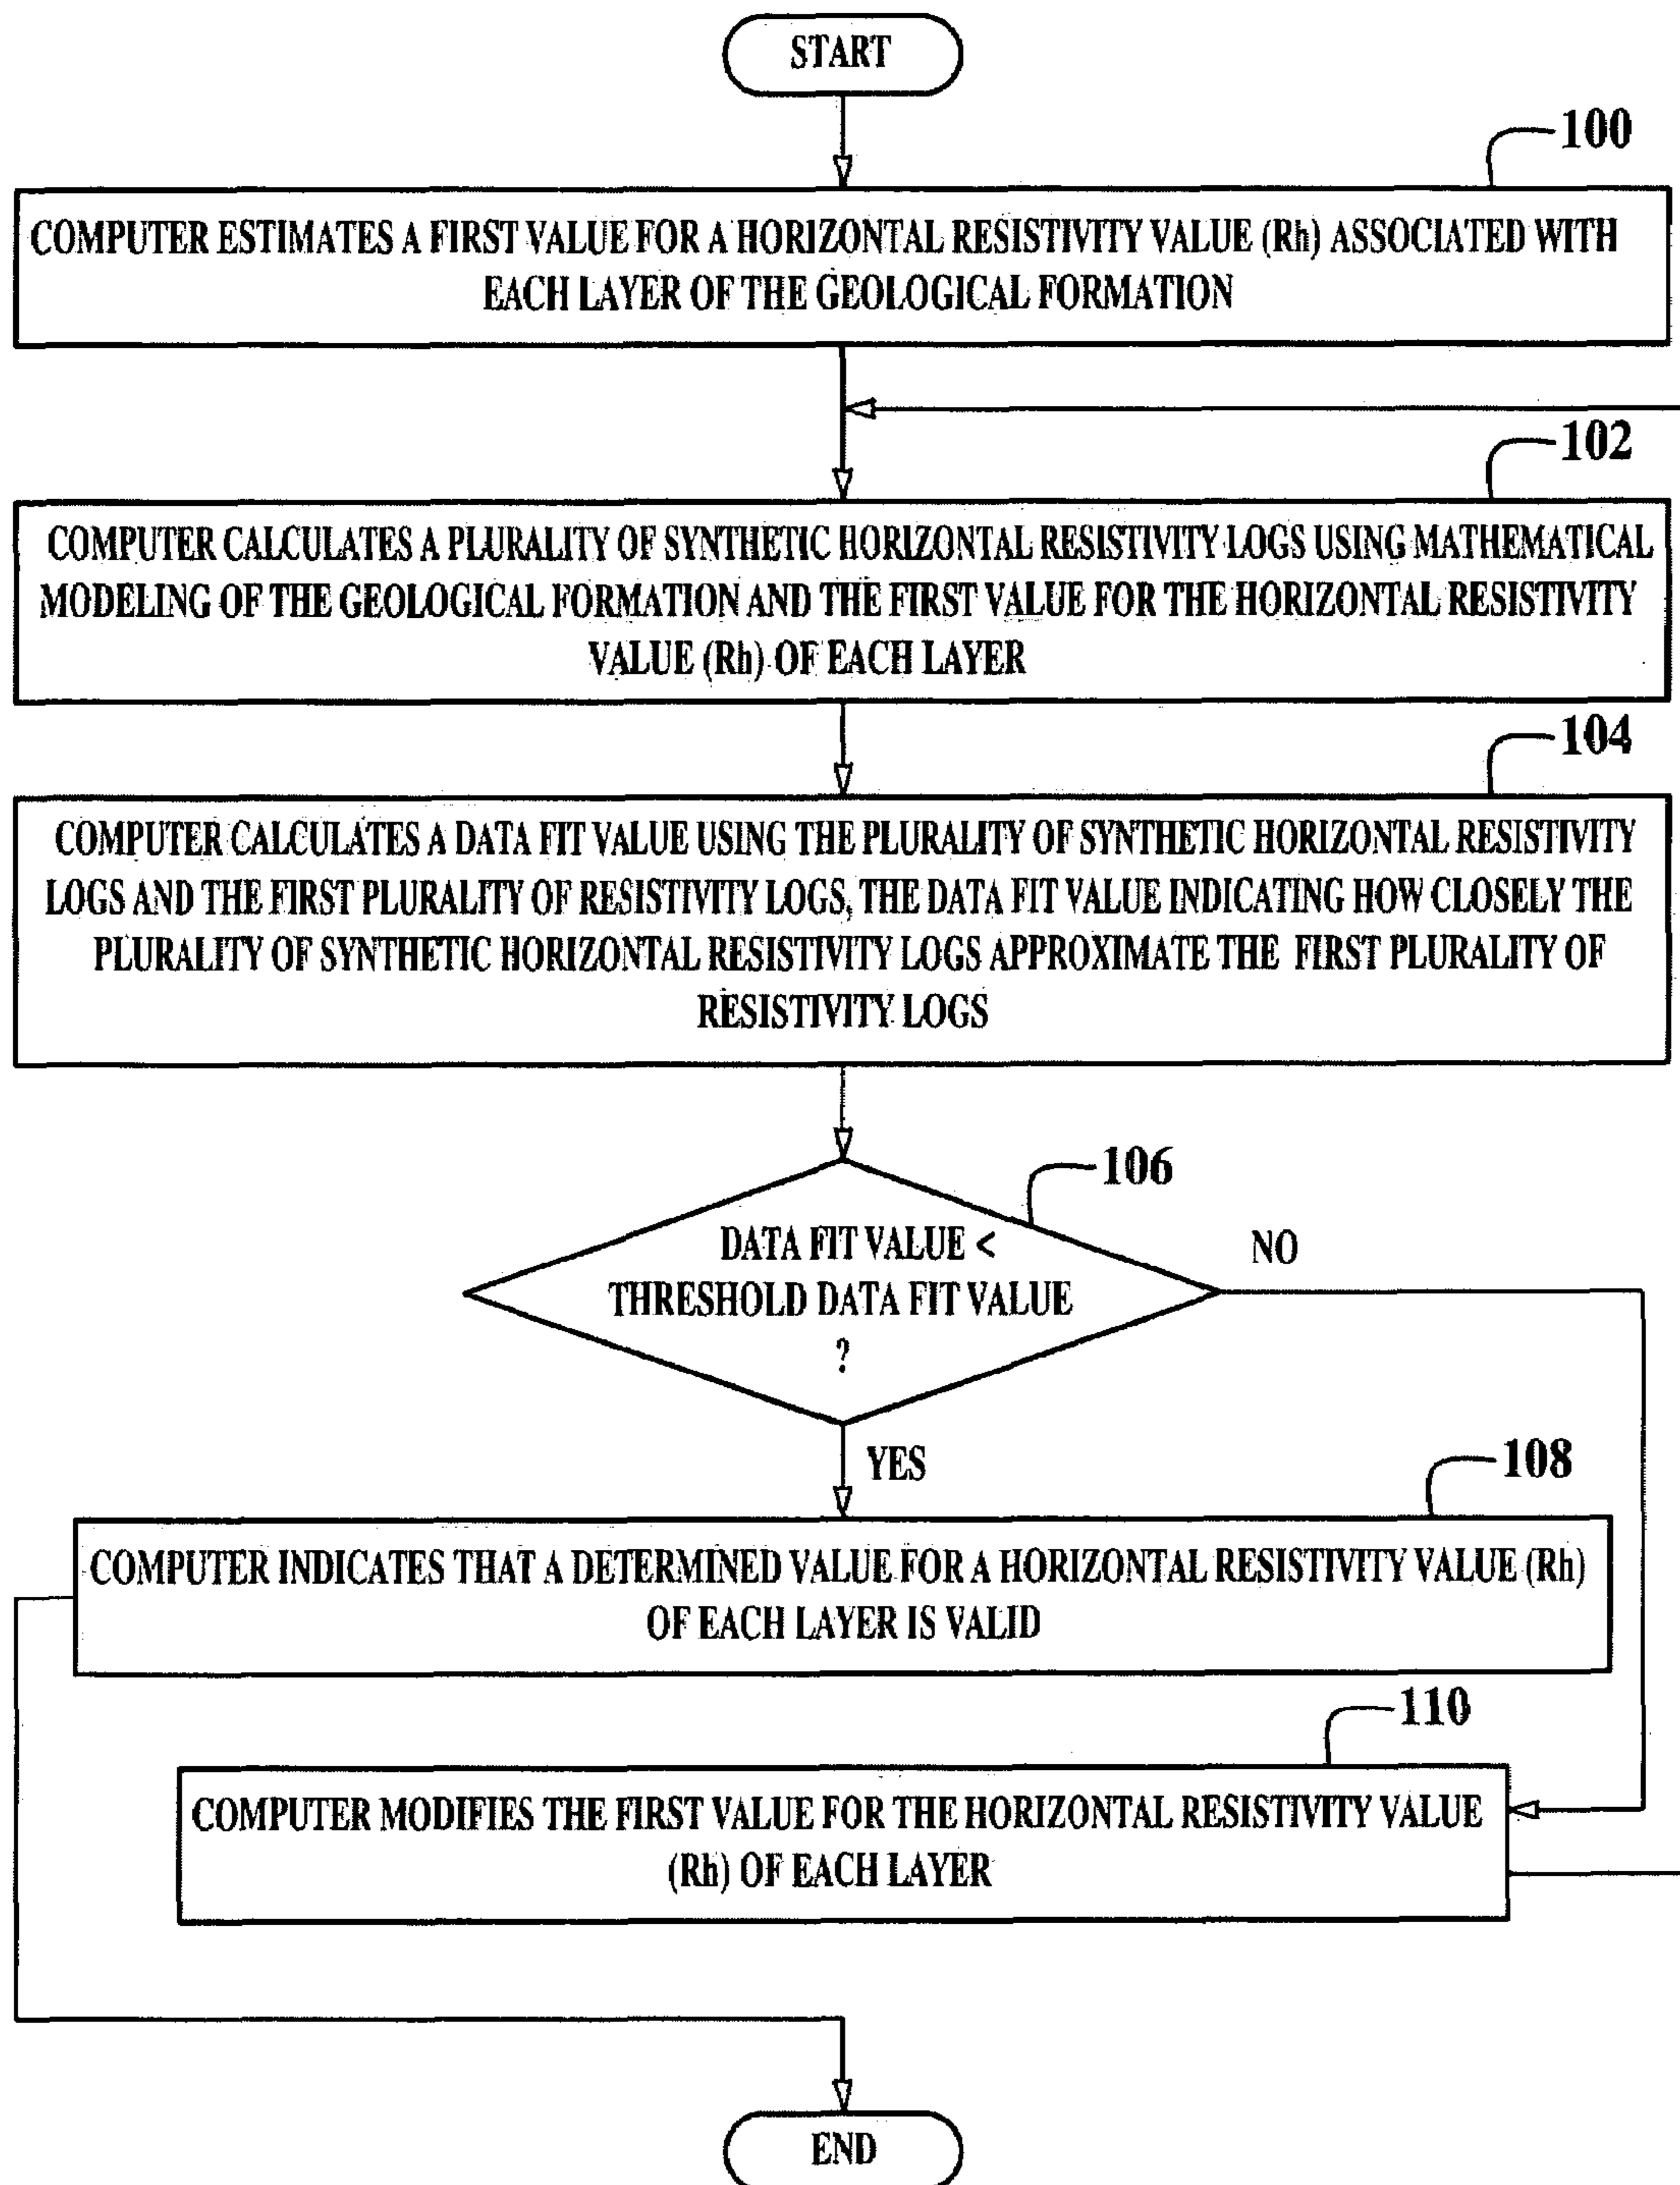 START
100
COMPUTER ESTIMATES A FIRST VALUE FOR A HORIZONTAL RESISTIVITY VALUE (Rh) ASSOCIATED WITH
EACH LAYER OF THE GEOLOGICAL FORMATION
102
COMPUTER CALCULATES A PLURALITY OF SYNTHETIC HORIZONTAL RESISTIVITY LOGS USING MATHEMATICAL
MODELING OF THE GEOLOGICAL FORMATION AND THE FIRST VALUE FOR THE HORIZONTAL RESISTIVITY
VALUE (Rh) OF EACH LAYER
104
COMPUTER CALCULATES A DATA FIT VALUE USING THE PLURALITY OF SYNTHETIC HORIZONTAL RESISTIVITY
LOGS AND THE FIRST PLURALITY OF RESISTIVITY LOGS, THE DATA FIT VALUE INDICATING HOW CLOSELY THE
PLURALITY OF SYNTHETIC HORIZONTAL RESISTIVITY LOGS APPROXIMATE THE FIRST PLURALITY OF
RESISTIVITY LOGS
106
DATA FIT VALUE <
THRESHOLD DATA FIT VALUE
?
NO
YES
108
COMPUTER INDICATES THAT A DETERMINED VALUE FOR A HORIZONTAL RESISTIVITY VALUE (Rh)
OF EACH LAYER IS VALID
110
COMPUTER MODIFIES THE FIRST VALUE FOR THE HORIZONTAL RESISTIVITY VALUE
(Rh) OF EACH LAYER
END